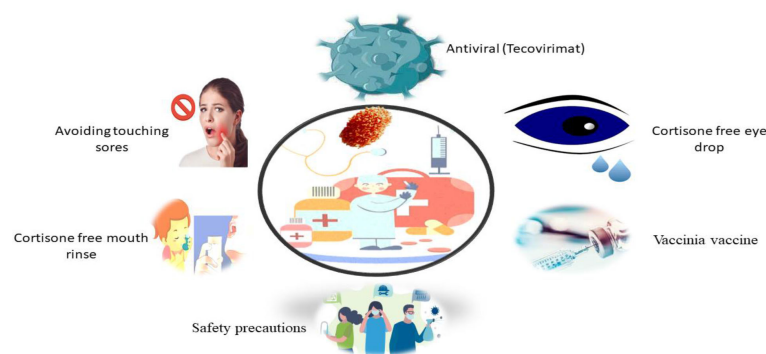 Antiviral (Tecovirimat)
Avoiding touching
sores
Cortisone free eye
drop
Cortisone free mouth
rinse
Vaccinia vaccine
Safety precautions